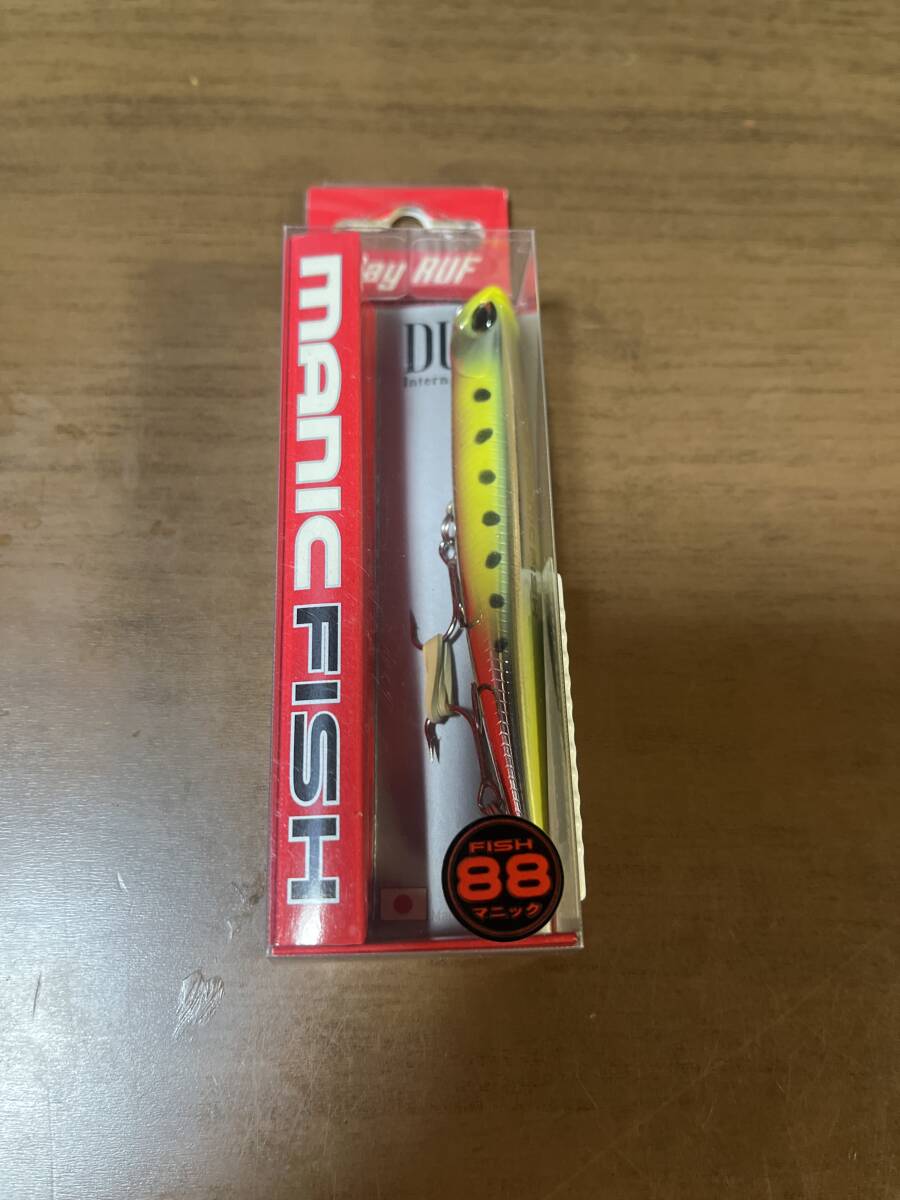 Bay RUF
MANIC FISH
DU
Intern
FISH
88
マニック